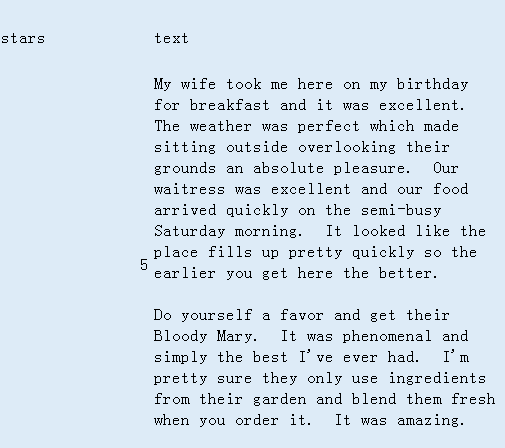 stars text
My wife took me here on my birthday
for breakfast and it was excellent.
The weather was perfect which made
sitting outside overlooking their
grounds an absolute pleasure.  Our
waitress was excellent and our food
arrived quickly on the semi-busy
Saturday morning.  It looked like the
place fills up pretty quickly so the
5
earlier you get here the better.
Do yourself a favor and get their
Bloody Mary.  It was phenomenal and
simply the best I've ever had.  I'm
pretty sure they only use ingredients
from their garden and blend them fresh
when you order it.  It was amazing.